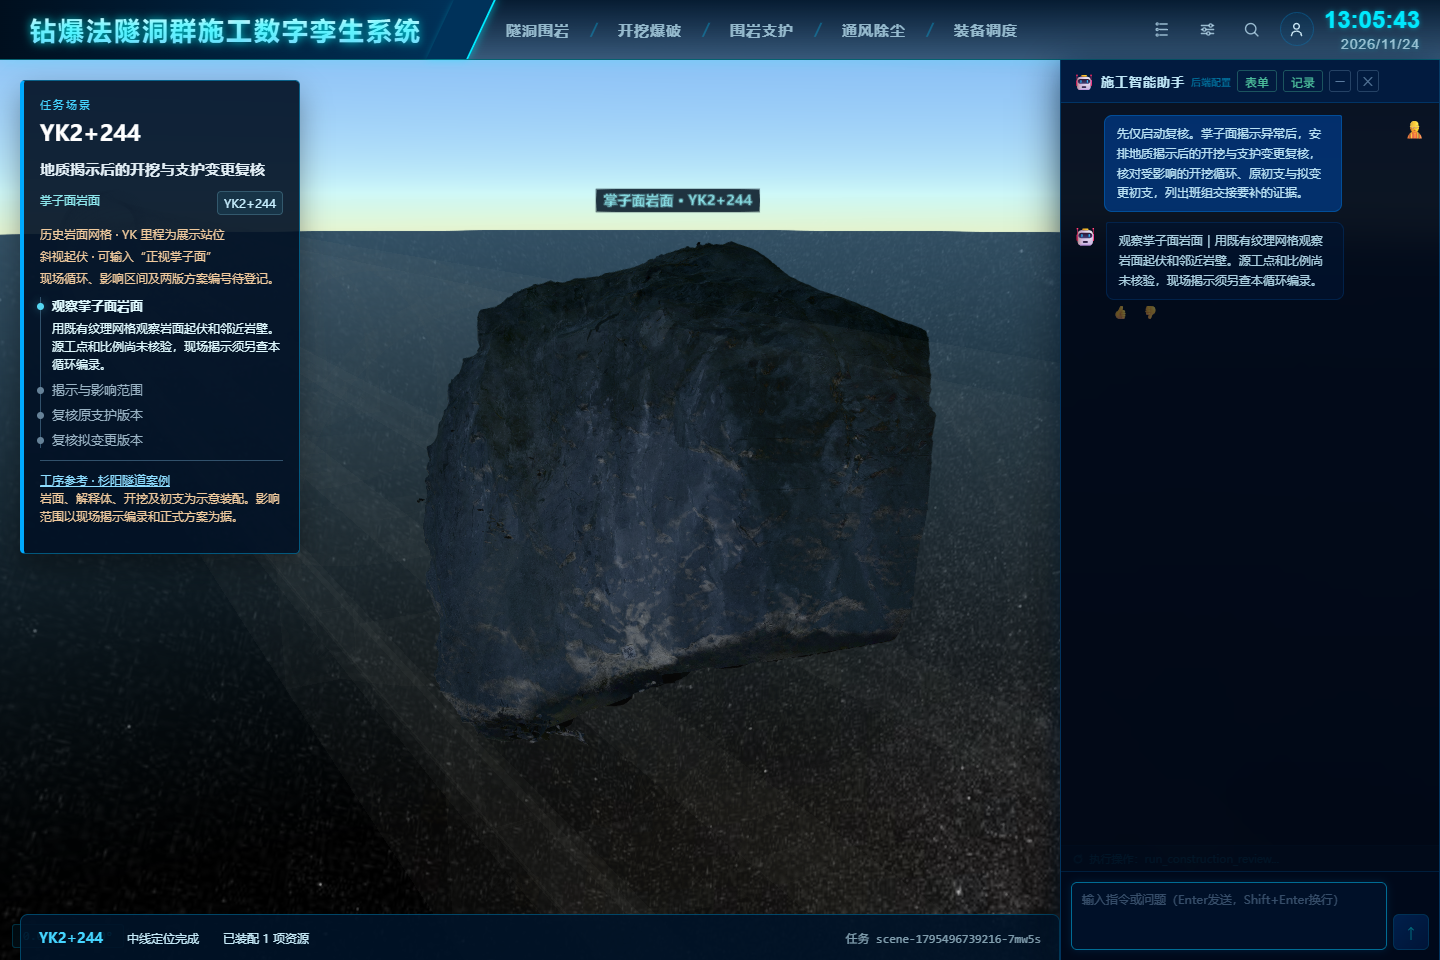 钻爆法隧洞群施工数字孪生系统
隧洞围岩 / 开挖爆破 / 围岩支护 / 通风除尘 / 装备调度
13:05:43
2026/11/24
任务场景
YK2+244
地质揭示后的开挖与支护变更复核
掌子面岩面
YK2+244
历史岩面网格 · YK 里程为展示站位
斜视起伏 · 可输入“正视掌子面”
现场循环、影响区间及两版方案编号待登记。
观察掌子面岩面
用既有纹理网格观察岩面起伏和邻近岩壁。
源工点和比例尚未核验，现场揭示须另查本
循环编录。
揭示与影响范围
复核原支护版本
复核拟变更版本
工序参考 · 杉阳隧道案例
岩面、解释体、开挖及初支为示意装配。影响
范围以现场揭示编录和正式方案为据。
掌子面岩面 · YK2+244
YK2+244
中线定位完成
已装配 1 项资源
任务 scene-1795496739216-7mw5s
施工智能助手
后端配置
表单
记录
先仅启动复核。掌子面揭示异常后，安
排地质揭示后的开挖与支护变更复核，
核对受影响的开挖循环、原初支与拟变
更初支，列出班组交接要补的证据。
观察掌子面岩面｜用既有纹理网格观察
岩面起伏和邻近岩壁。源工点和比例尚
未核验，现场揭示须另查本循环编录。
输入指令或问题（Enter发送，Shift+Enter换行）